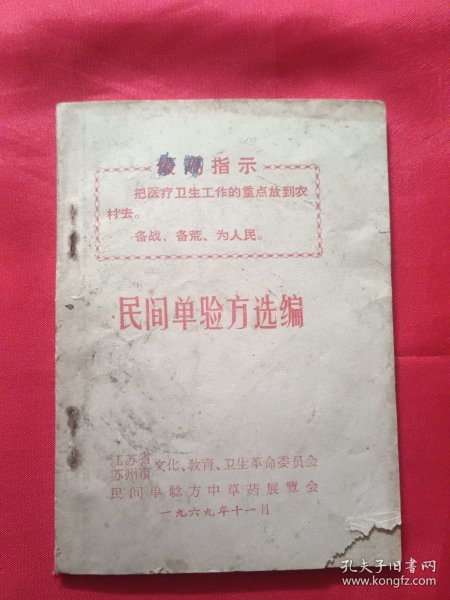 最高指示
把医疗卫生工作的重点放到农
村去。
备战、备荒、为人民。
民间单验方选编
江苏省
苏州市
文化、教育、卫生革命委员会
民间单验方中草药展览会
一九六九年十一月
孔夫子旧书网
www.kongfz.com